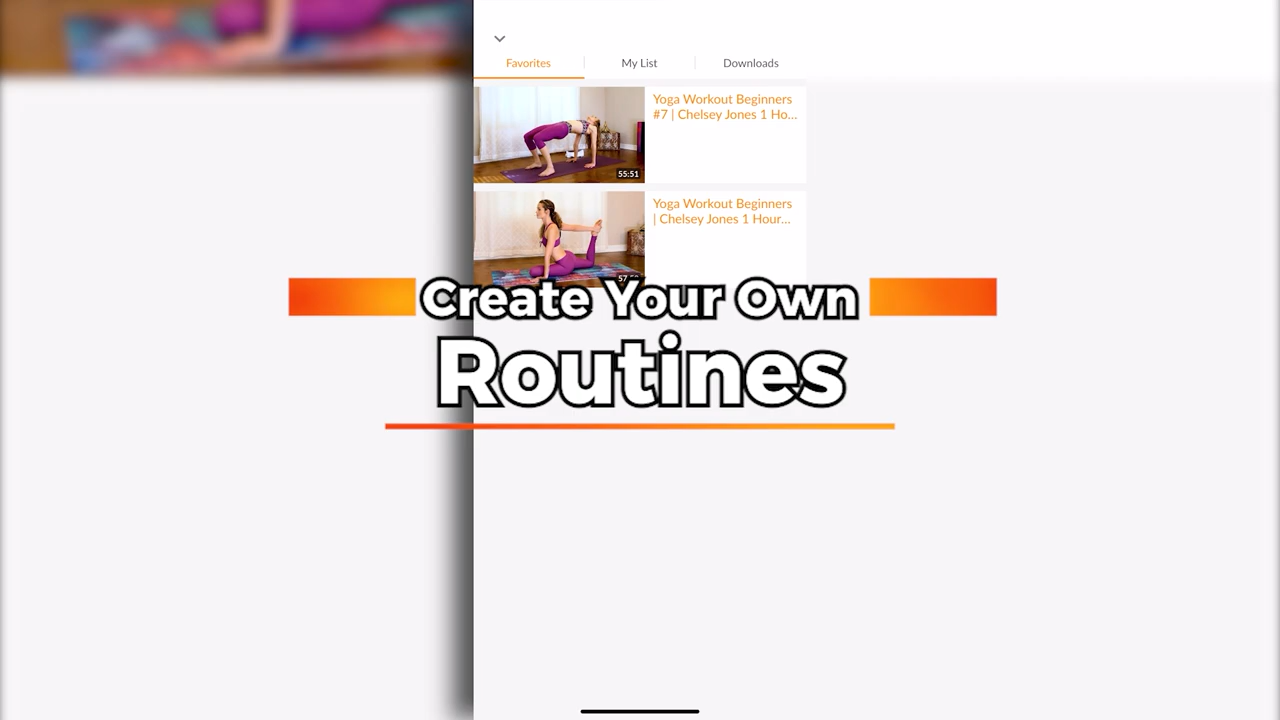 Favorites
My List
Downloads
Yoga Workout Beginners
#7 | Chelsey Jones 1 Ho...
55:51
Yoga Workout Beginners
| Chelsey Jones 1 Hour...
Create Your Own
Routines